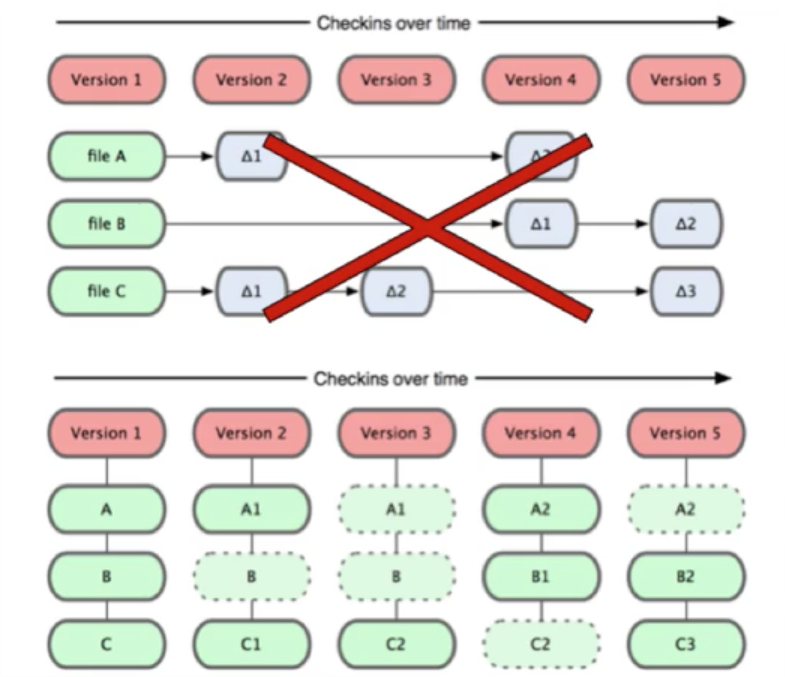 Checkins over time
Version 1 Version 2 Version 3 Version 4 Version 5
file A Δ1
file B Δ1 Δ2
file C Δ1 Δ2 Δ3
Checkins over time
Version 1 Version 2 Version 3 Version 4 Version 5
A A1 A1 A2 A2
B B B B1 B2
C C1 C2 C2 C3